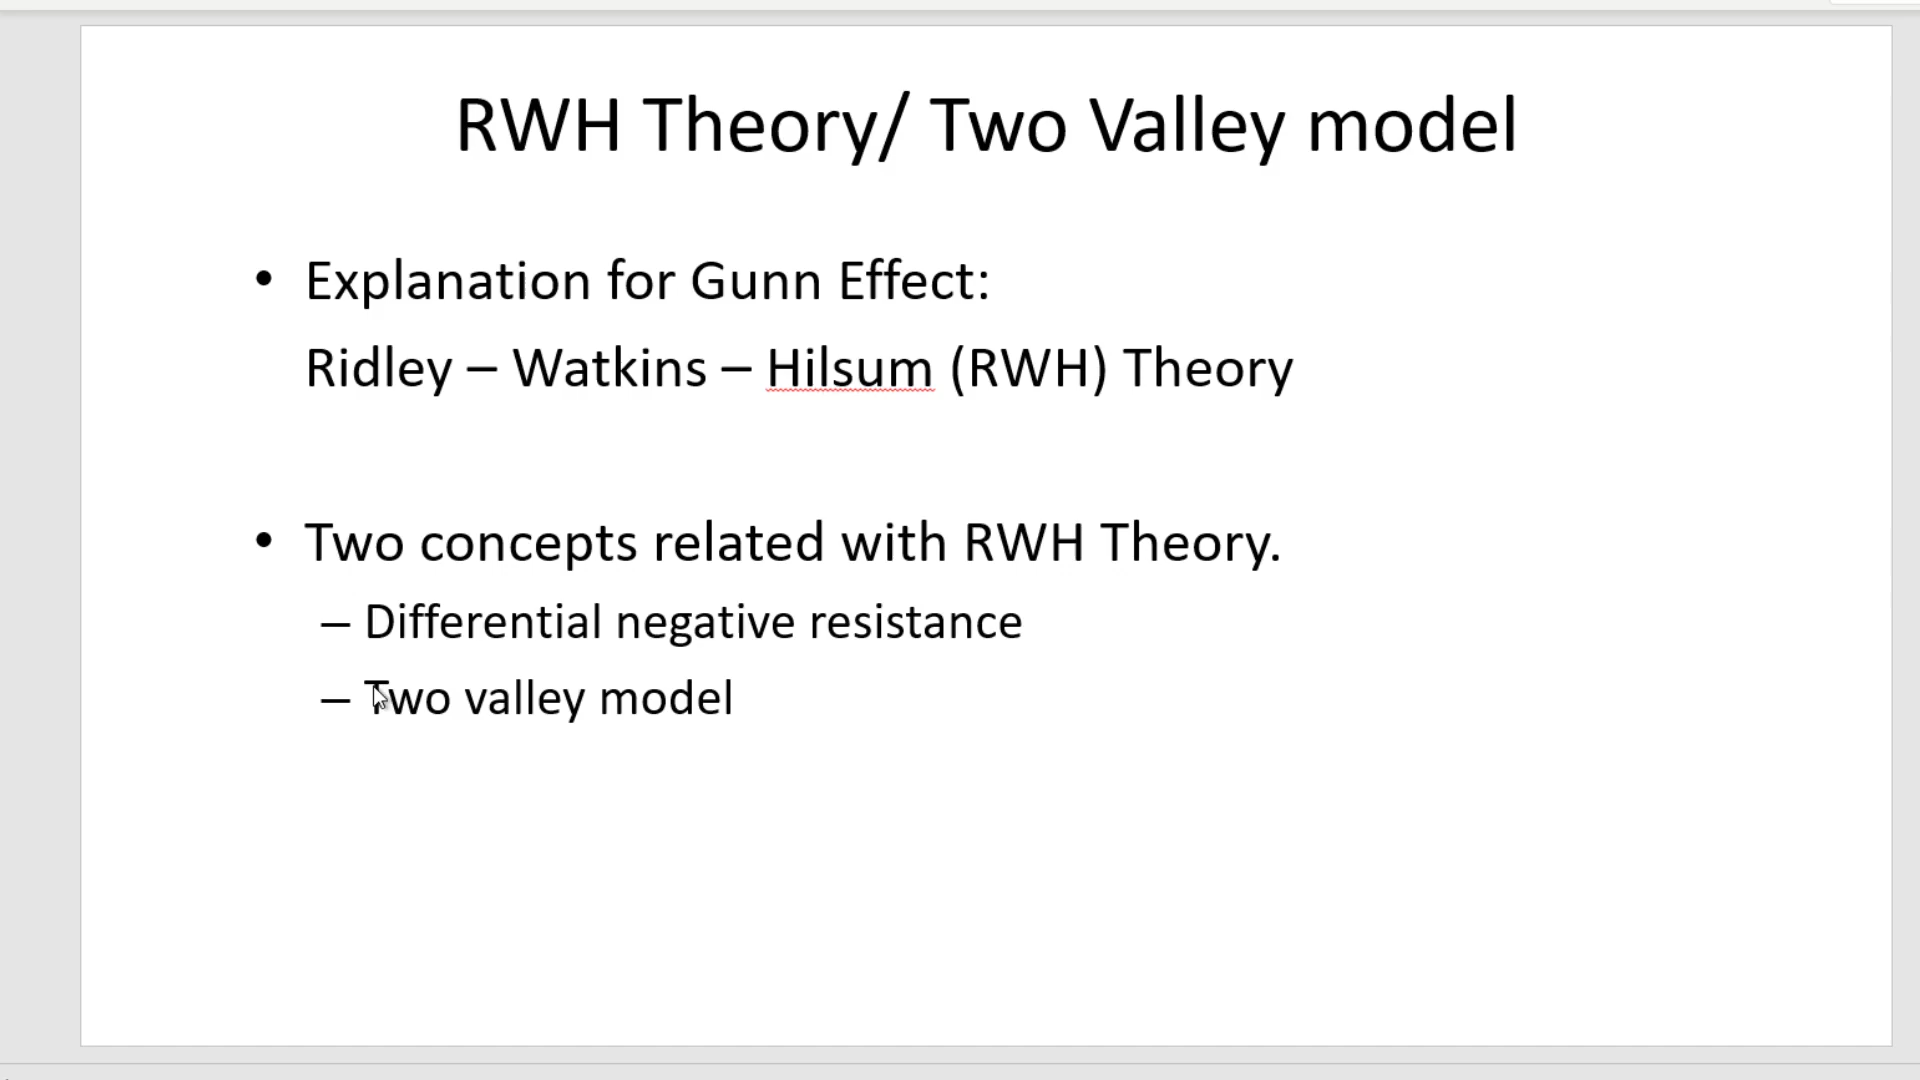 RWH Theory/ Two Valley model
• Explanation for Gunn Effect:
Ridley – Watkins – Hilsum (RWH) Theory
• Two concepts related with RWH Theory.
– Differential negative resistance
– Two valley model